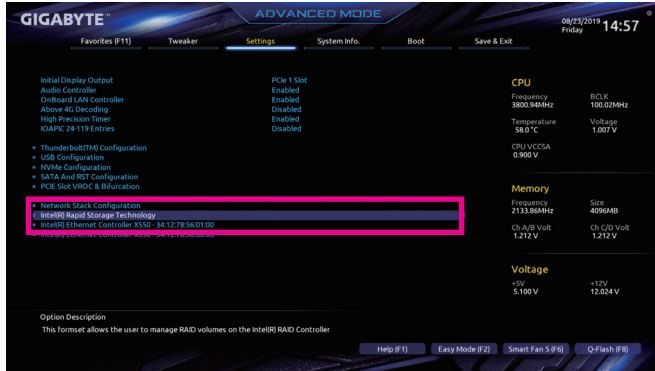 GIGABYTE™
ADVANCED MODE
08/23/2019 Friday 14:57
Favorites (F11) Tweaker Settings System Info. Boot Save & Exit
Initial Display Output PCIe 1 Slot
Audio Controller Enabled
OnBoard LAN Controller Enabled
Above 4G Decoding Disabled
High Precision Timer Enabled
IOAPIC 24-119 Entries Disabled
Thunderbolt(TM) Configuration
USB Configuration
NVMe Configuration
SATA And RST Configuration
PCIE Slot VROC & Bifurcation
Network Stack Configuration
Intel(R) Rapid Storage Technology
Intel(R) Ethernet Controller X550 - 34:12:78:56:01:00
Intel(R) Ethernet Controller X550 -
CPU
Frequency BCLK
3800.94MHz 100.02MHz
Temperature Voltage
58.0 °C 1.007 V
CPU VCCSA
0.900 V
Memory
Frequency Size
2133.86MHz 4096MB
Ch A/B Volt Ch C/D Volt
1.212 V 1.212 V
Voltage
+5V +12V
5.100 V 12.024 V
Option Description
This formset allows the user to manage RAID volumes on the Intel(R) RAID Controller
Help (F1) Easy Mode (F2) Smart Fan 5 (F6) Q-Flash (F8)